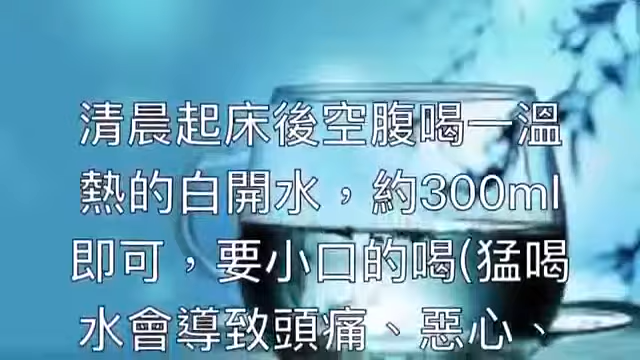 清晨起床後空腹喝一溫
熱的白開水，約300ml
即可，要小口的喝(猛喝
水會導致頭痛、惡心、